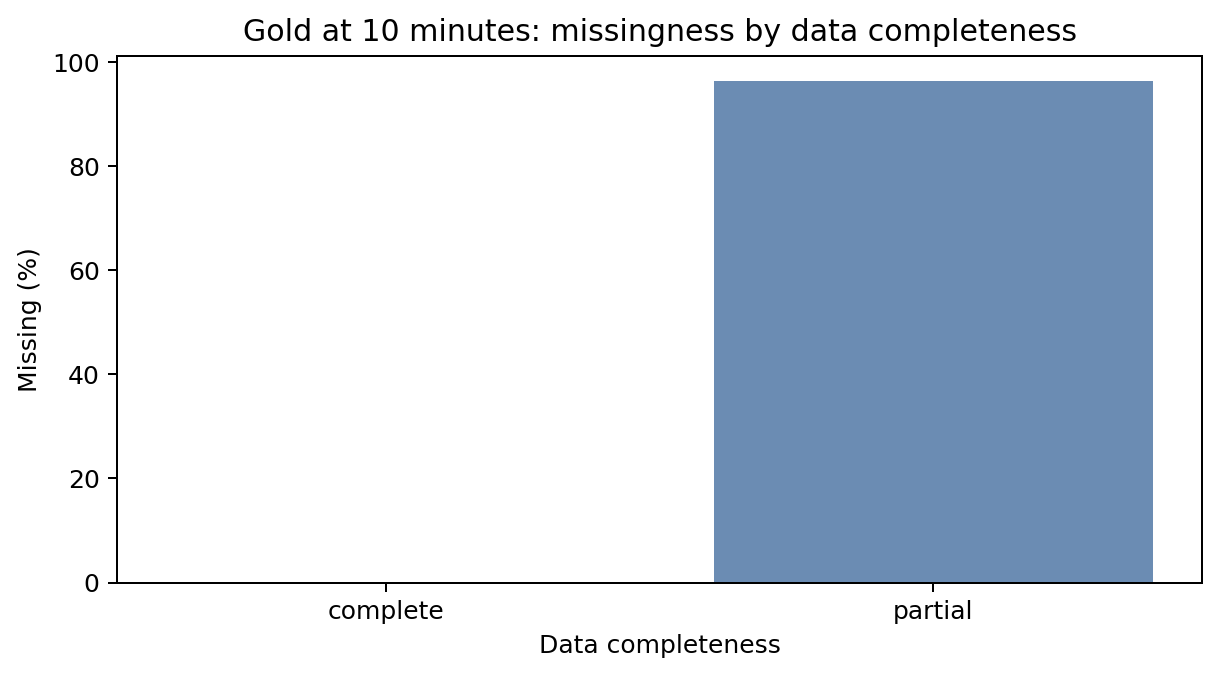 Gold at 10 minutes: missingness by data completeness
Missing (%)
100
80
60
40
20
0
complete
partial
Data completeness